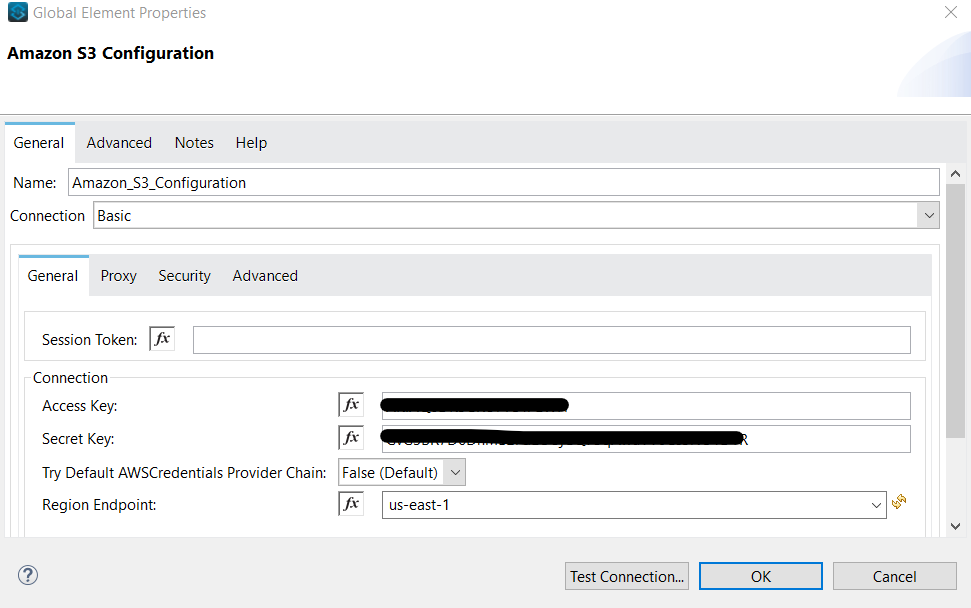 Global Element Properties
Amazon S3 Configuration
General Advanced Notes Help
Name: Amazon_S3_Configuration
Connection Basic
General Proxy Security Advanced
Session Token: fx
Connection
Access Key: fx
Secret Key: fx
Try Default AWSCredentials Provider Chain: False (Default)
Region Endpoint: fx us-east-1
? Test Connection... OK Cancel